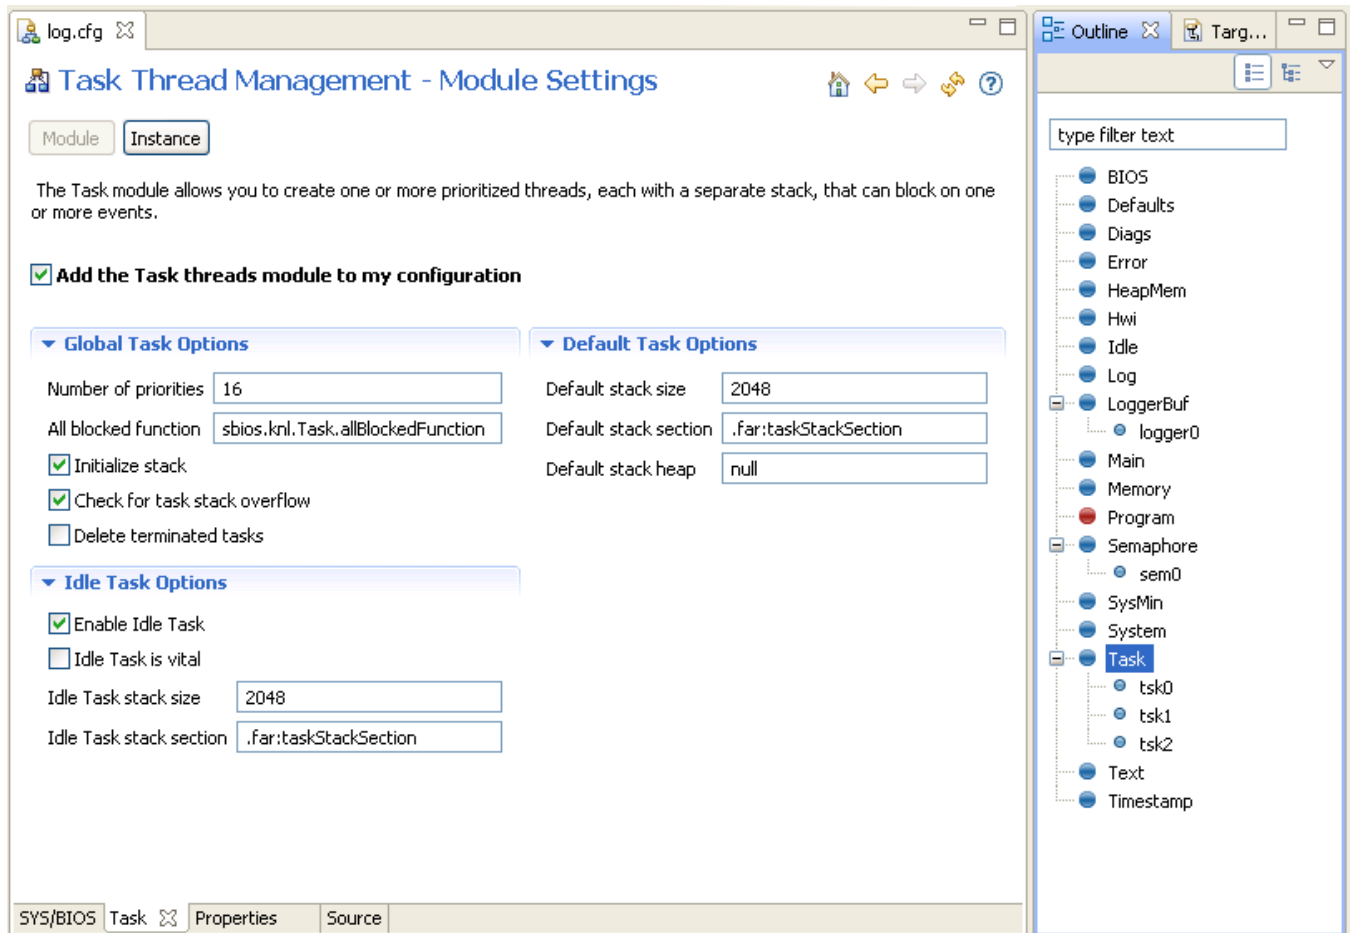 log.cfg
Task Thread Management - Module Settings
Module
Instance
The Task module allows you to create one or more prioritized threads, each with a separate stack, that can block on one
or more events.
Add the Task threads module to my configuration
Global Task Options
Number of priorities 16
All blocked function sbios.knl.Task.allBlockedFunction
Initialize stack
Check for task stack overflow
Delete terminated tasks
Idle Task Options
Enable Idle Task
Idle Task is vital
Idle Task stack size 2048
Idle Task stack section .far:taskStackSection
Default Task Options
Default stack size 2048
Default stack section .far:taskStackSection
Default stack heap null
SYS/BIOS Task Properties Source
Outline Targ...
type filter text
BIOS
Defaults
Diags
Error
HeapMem
Hwi
Idle
Log
LoggerBuf
logger0
Main
Memory
Program
Semaphore
sem0
SysMin
System
Task
tsk0
tsk1
tsk2
Text
Timestamp